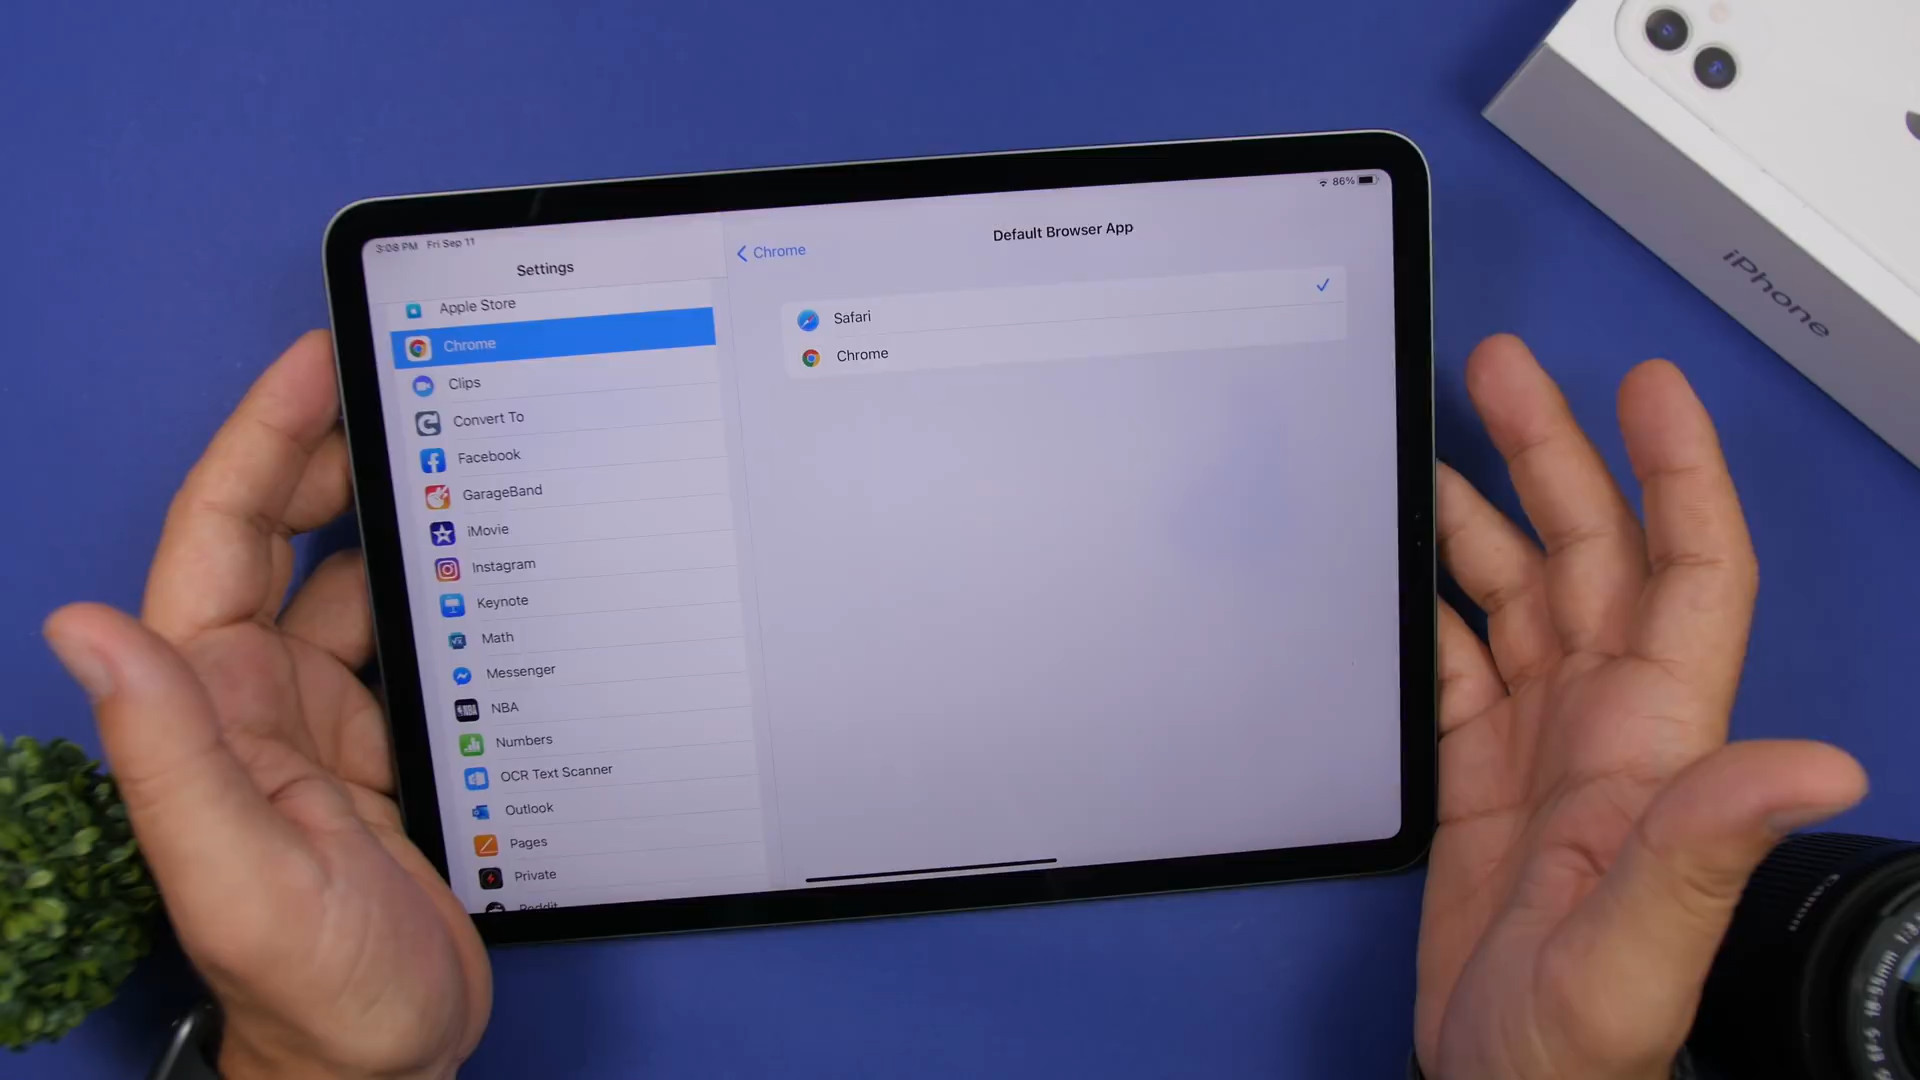 3:08 PM Fri Sep 11
86%
Settings
Apple Store
Chrome
Clips
Convert To
Facebook
GarageBand
iMovie
Instagram
Keynote
Math
Messenger
NBA
Numbers
OCR Text Scanner
Outlook
Pages
Private
Reddit
Chrome
Default Browser App
Safari
Chrome
iPhone